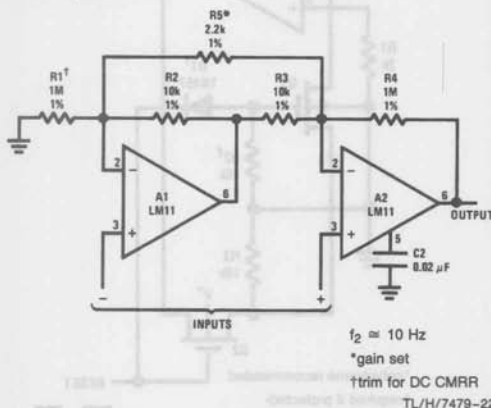 R5*
2.2k
1%
R1†
1M
1%
R2
10k
1%
R3
10k
1%
R4
1M
1%
2
−
A1
LM11
6
3
+
2
−
A2
LM11
6
3
+
5
OUTPUT
C2
0.02 μF
−
+
INPUTS
f2 ≃ 10 Hz
*gain set
†trim for DC CMRR
TL/H/7479–22
RESET